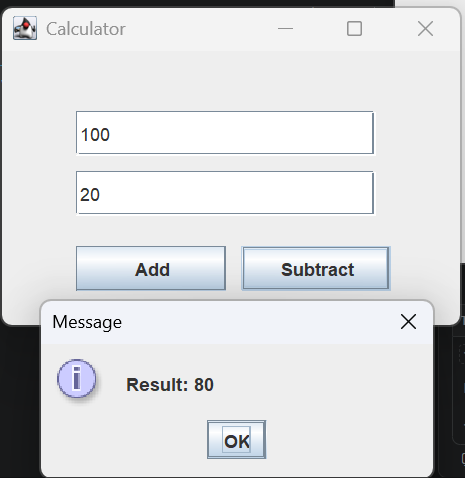 Calculator
100
20
Add Subtract
Message
Result: 80
OK